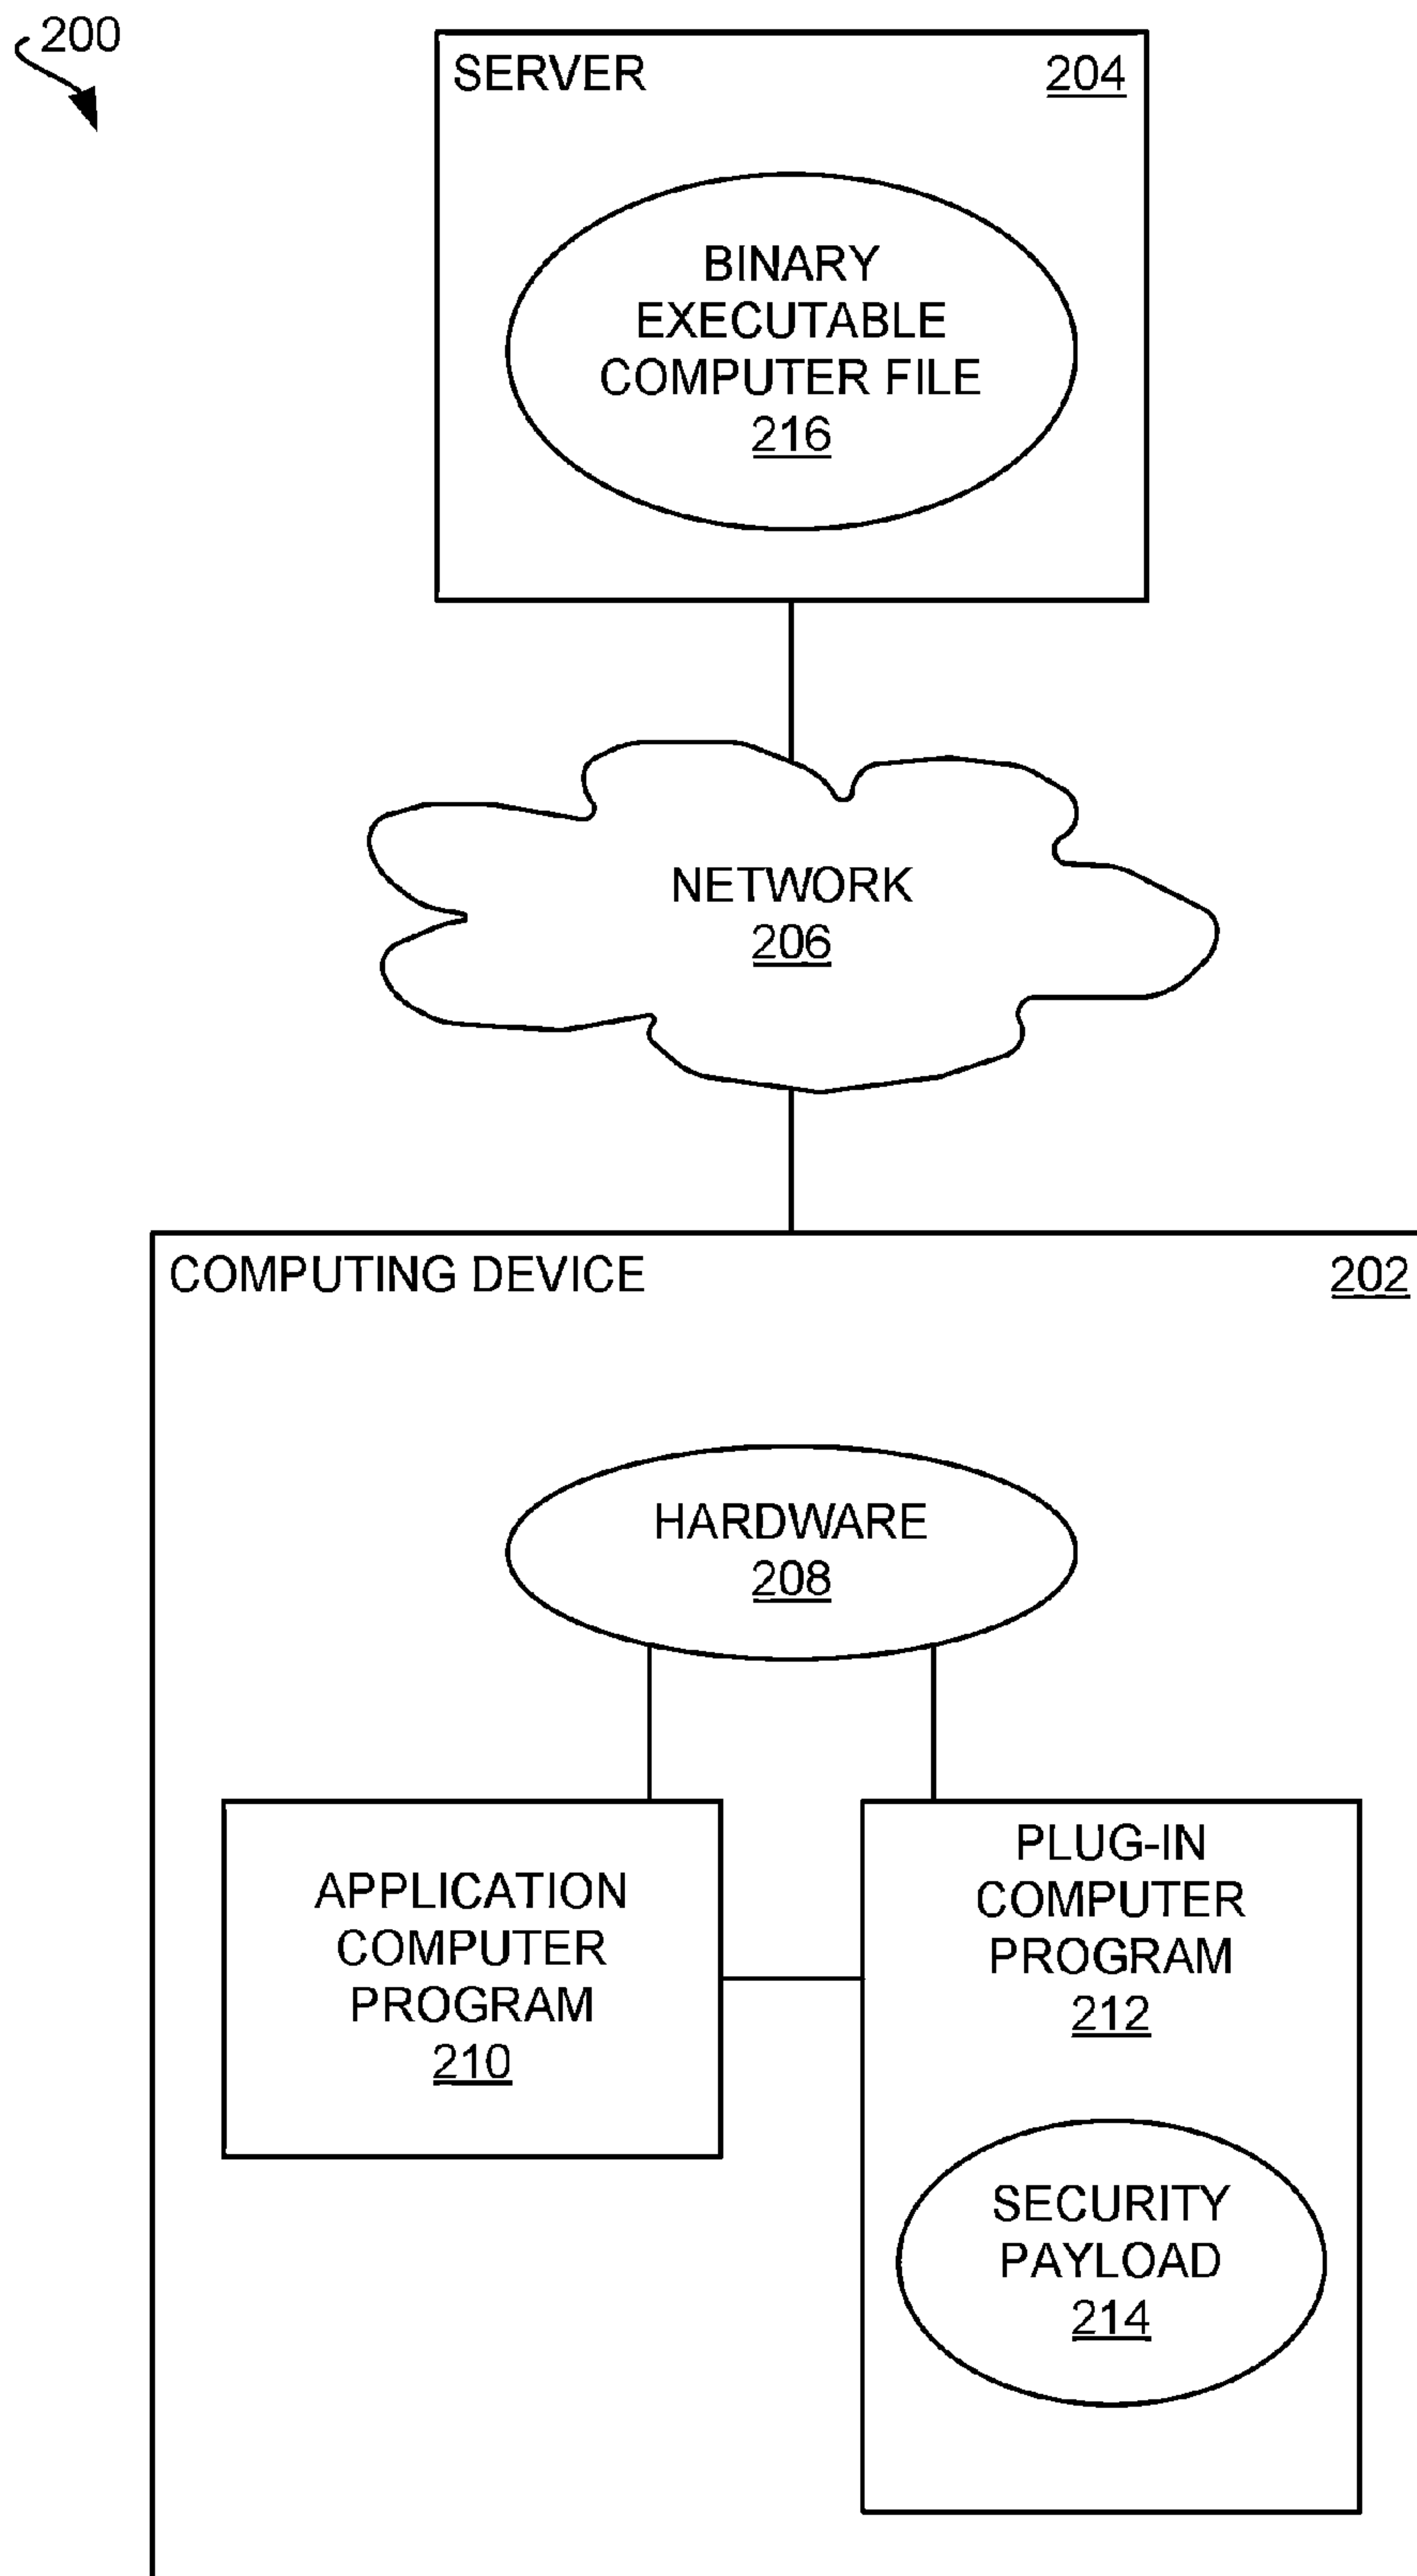 200
SERVER 204
BINARY
EXECUTABLE
COMPUTER FILE
216
NETWORK
206
COMPUTING DEVICE 202
HARDWARE
208
APPLICATION
COMPUTER
PROGRAM
210
PLUG-IN
COMPUTER
PROGRAM
212
SECURITY
PAYLOAD
214